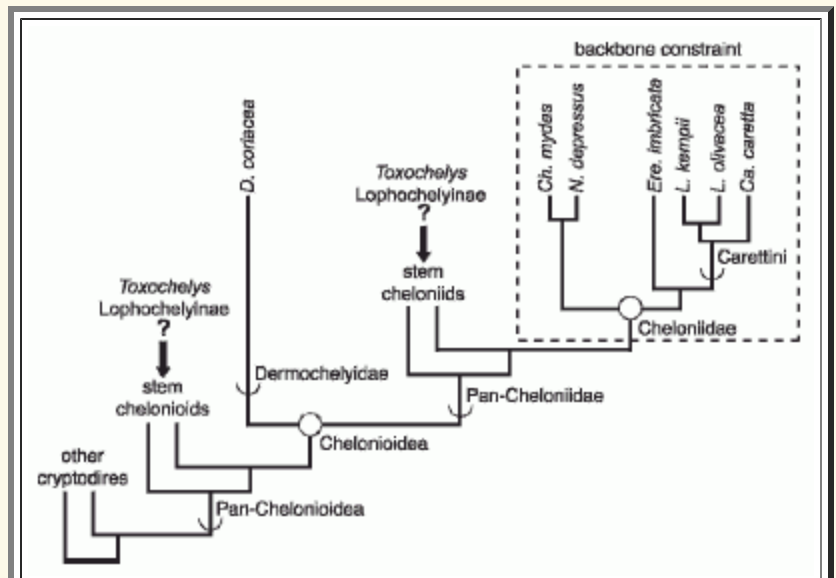 backbone constraint
D. coriacea
Ch. mydas
N. depressus
Ere. imbricata
L. kempii
L. olivacea
Ca. caretta
Toxochelys
Lophochelyinae
?
stem
cheloniids
Carettini
Cheloniidae
Toxochelys
Lophochelyinae
?
stem
chelonioids
Dermochelyidae
Pan-Cheloniidae
Chelonioidea
other
cryptodires
Pan-Chelonioidea